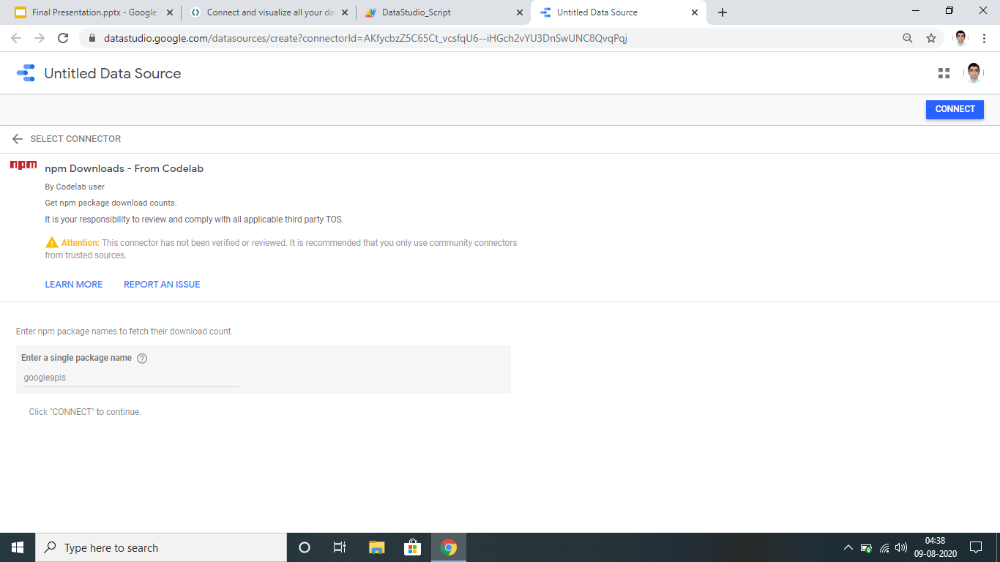 Final Presentation.pptx - Google
Connect and visualize all your da
DataStudio_Script
Untitled Data Source
datastudio.google.com/datasources/create?connectorId=AKfycbzZ5C65Ct_vcsfqU6--iHGch2vYU3DnSwUNC8QvqPqj
Untitled Data Source
CONNECT
SELECT CONNECTOR
npm
npm Downloads - From Codelab
By Codelab user
Get npm package download counts.
It is your responsibility to review and comply with all applicable third party TOS.
Attention: This connector has not been verified or reviewed. It is recommended that you only use community connectors
from trusted sources.
LEARN MORE REPORT AN ISSUE
Enter npm package names to fetch their download count.
Enter a single package name
googleapis
Click "CONNECT" to continue.
Type here to search
04:38
09-08-2020